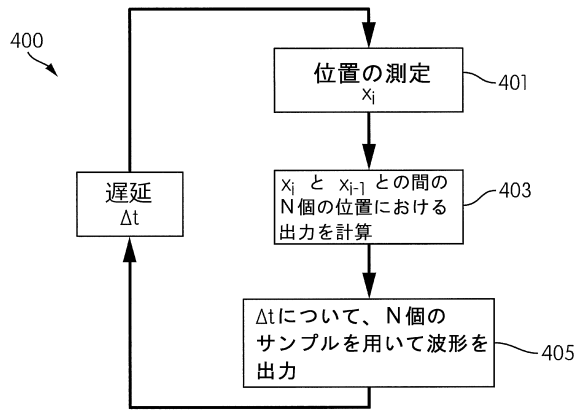 400
位置の測定
xi
401
xi と xi-1 との間の
N個の位置における
出力を計算
403
遅延
Δt
Δtについて、N個の
サンプルを用いて波形を
出力
405